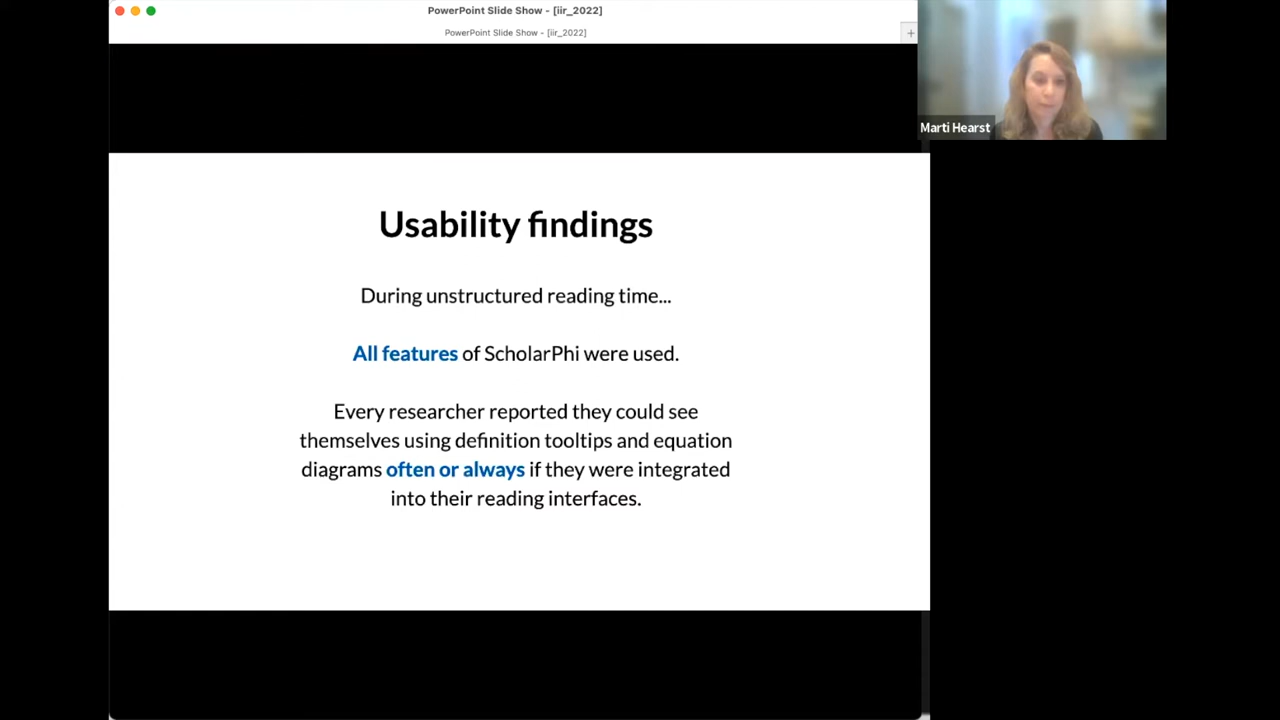 PowerPoint Slide Show - [iir_2022]
PowerPoint Slide Show - [iir_2022]
+
Marti Hearst
Usability findings
During unstructured reading time...
All features of ScholarPhi were used.
Every researcher reported they could see
themselves using definition tooltips and equation
diagrams often or always if they were integrated
into their reading interfaces.